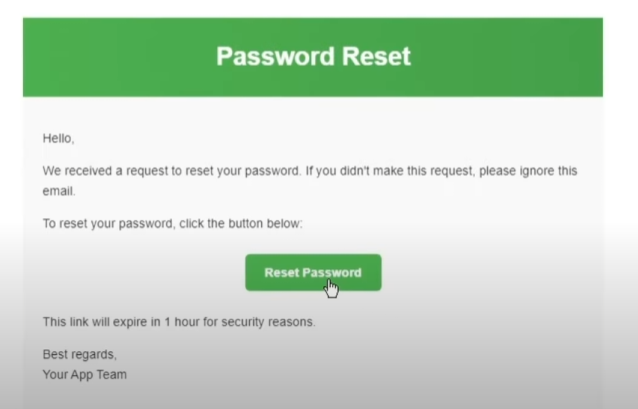 Password Reset
Hello,
We received a request to reset your password. If you didn't make this request, please ignore this
email.
To reset your password, click the button below:
Reset Password
This link will expire in 1 hour for security reasons.
Best regards,
Your App Team